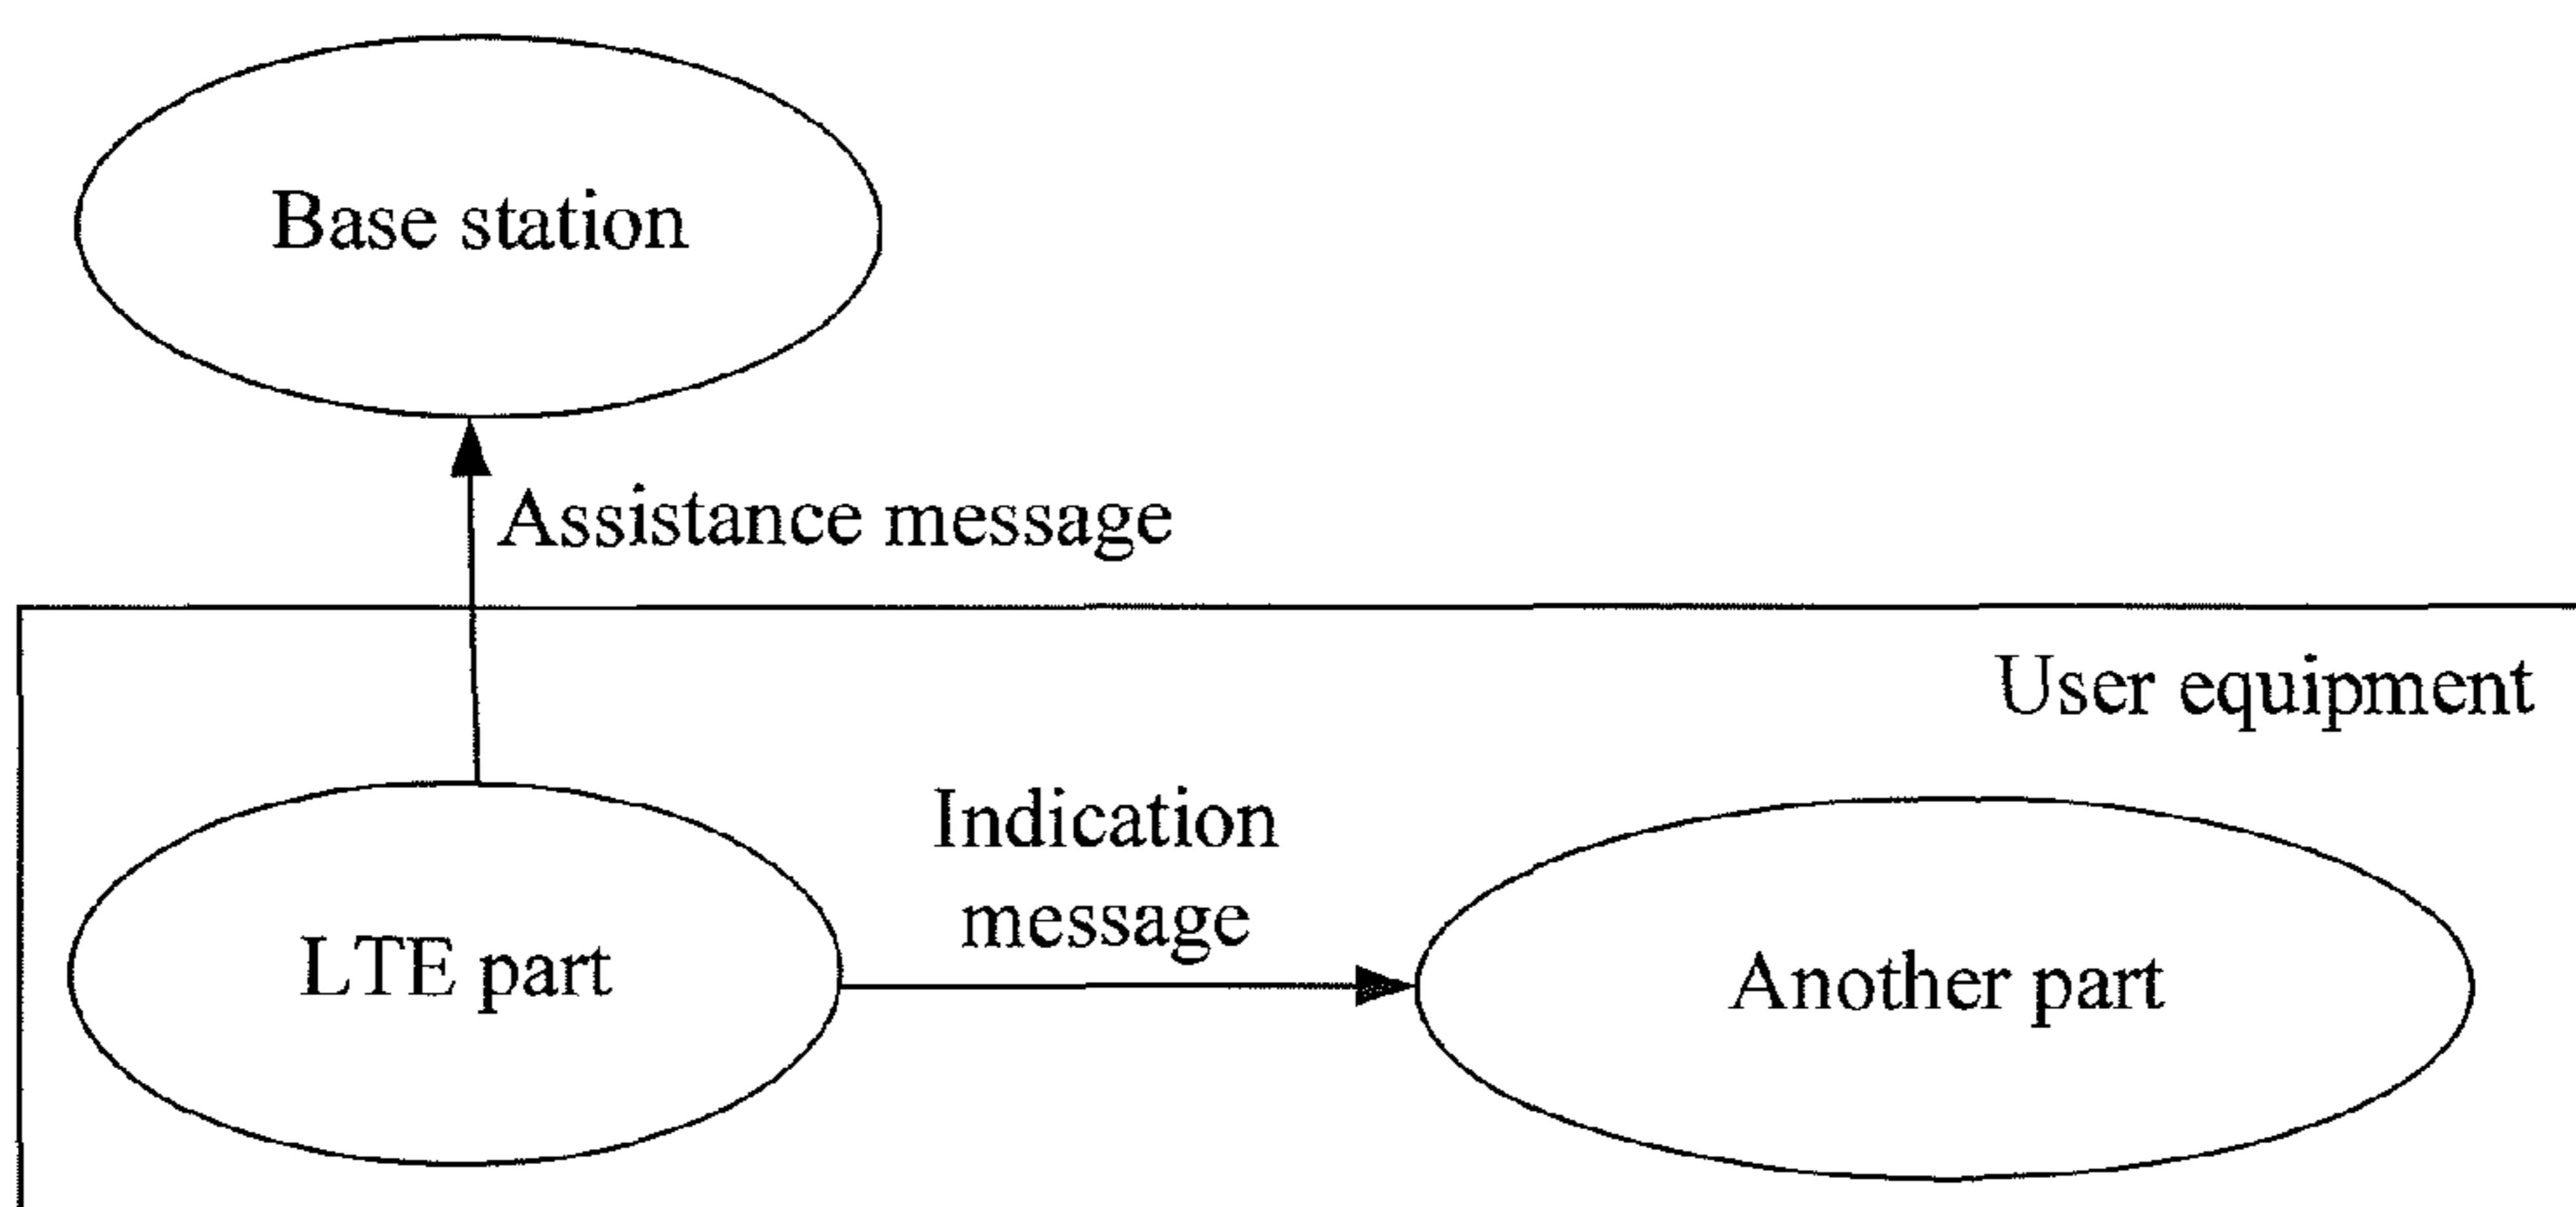 Base station
Assistance message
User equipment
Indication
message
LTE part
Another part